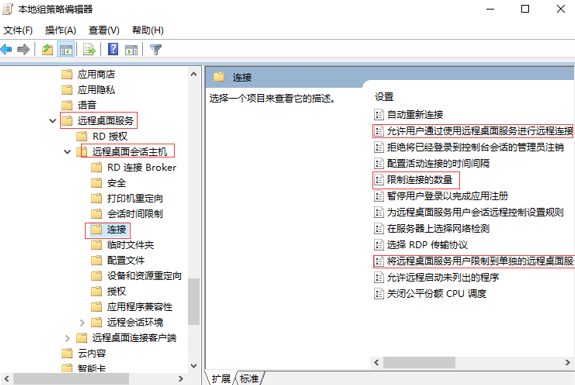 本地组策略编辑器
文件(F) 操作(A) 查看(V) 帮助(H)
应用商店
应用隐私
语音
远程桌面服务
RD 授权
远程桌面会话主机
RD 连接 Broker
安全
打印机重定向
会话时间限制
连接
临时文件夹
配置文件
设备和资源重定向
授权
应用程序兼容性
远程会话环境
远程桌面连接客户端
云内容
智能卡
连接
选择一个项目来查看它的描述。
设置
自动重新连接
允许用户通过使用远程桌面服务进行远程连接
拒绝将已经登录到控制台会话的管理员注销
配置活动连接的时间间隔
限制连接的数量
暂停用户登录以完成应用注册
为远程桌面服务用户会话远程控制设置规则
在服务器上选择网络检测
选择 RDP 传输协议
将远程桌面服务用户限制到单独的远程桌面服
允许远程启动未列出的程序
关闭公平份额 CPU 调度
扩展 标准